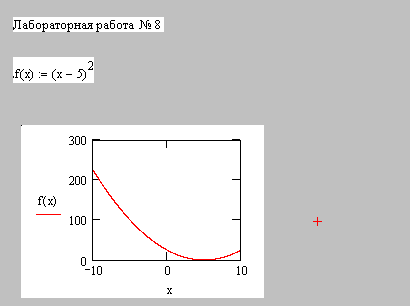 Лабораторная работа № 8
f(x) := (x − 5)²
300
200
f(x)
100
0
−10
0
10
x